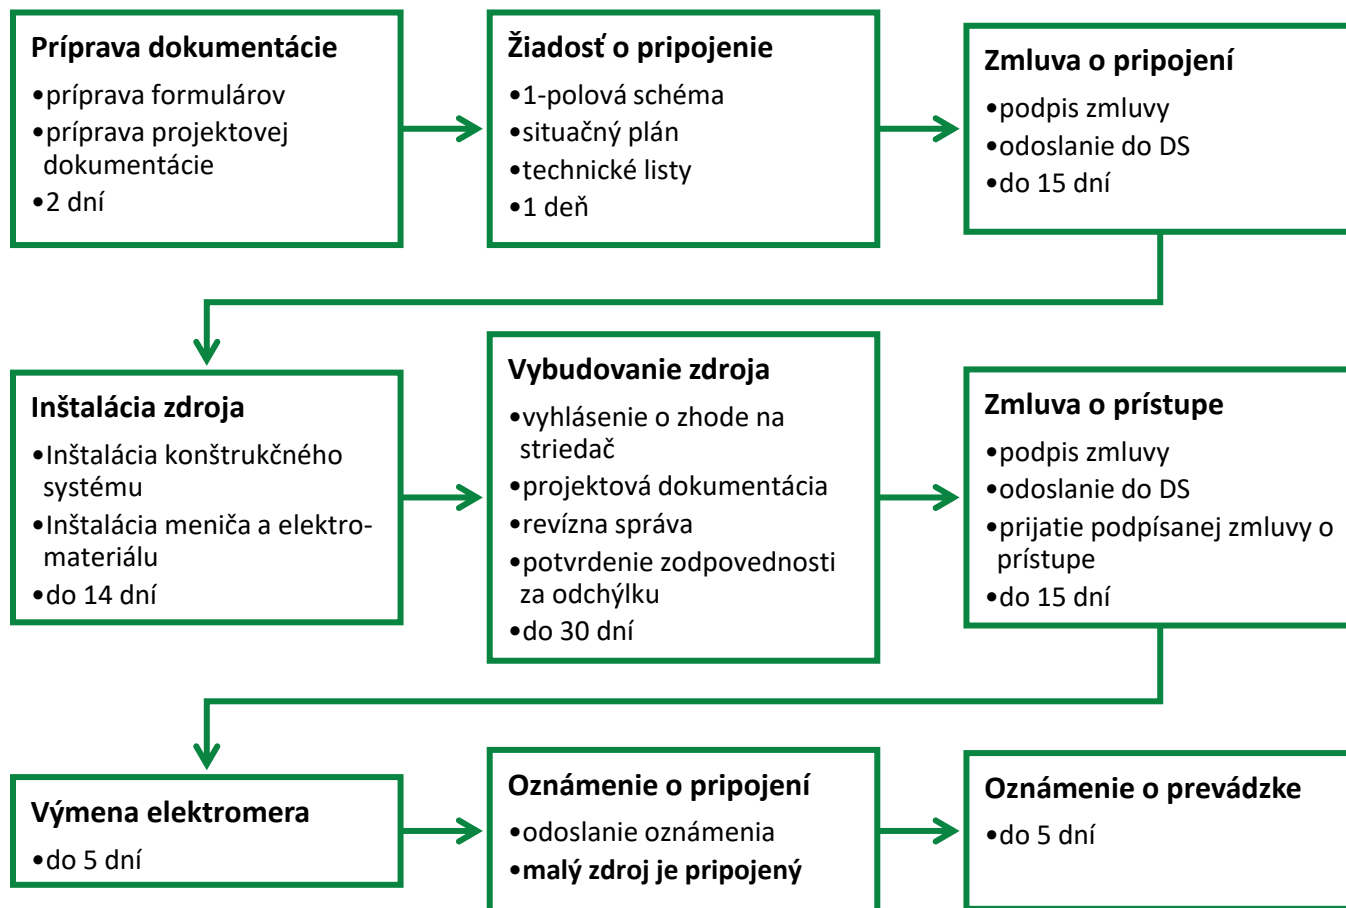 Príprava dokumentácie
•príprava formulárov
•príprava projektovej
dokumentácie
•2 dní
Žiadosť o pripojenie
•1-polová schéma
•situačný plán
•technické listy
•1 deň
Zmluva o pripojení
•podpis zmluvy
•odoslanie do DS
•do 15 dní
Inštalácia zdroja
•Inštalácia konštrukčného
systému
•Inštalácia meniča a elektro-
materiálu
•do 14 dní
Vybudovanie zdroja
•vyhlásenie o zhode na
striedač
•projektová dokumentácia
•revízna správa
•potvrdenie zodpovednosti
za odchýlku
•do 30 dní
Zmluva o prístupe
•podpis zmluvy
•odoslanie do DS
•prijatie podpísanej zmluvy o
prístupe
•do 15 dní
Výmena elektromera
•do 5 dní
Oznámenie o pripojení
•odoslanie oznámenia
•malý zdroj je pripojený
Oznámenie o prevádzke
•do 5 dní